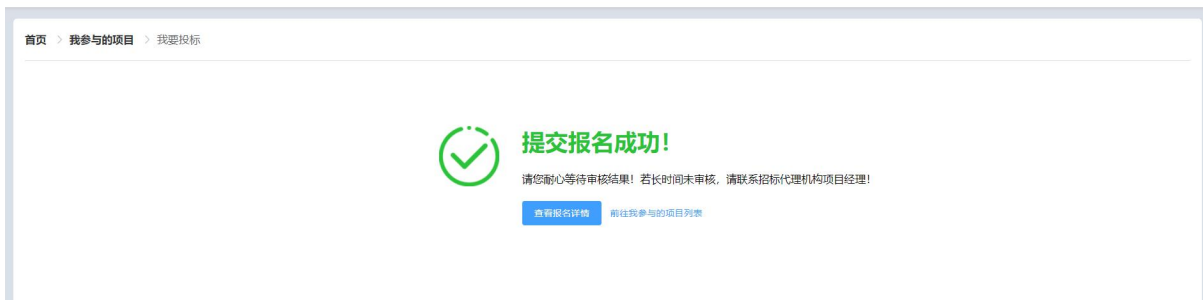 首页 > 我参与的项目 > 我要投标
提交报名成功！
请您耐心等待审核结果！若长时间未审核，请联系招标代理机构项目经理！
查看报名详情 前往我参与的项目列表